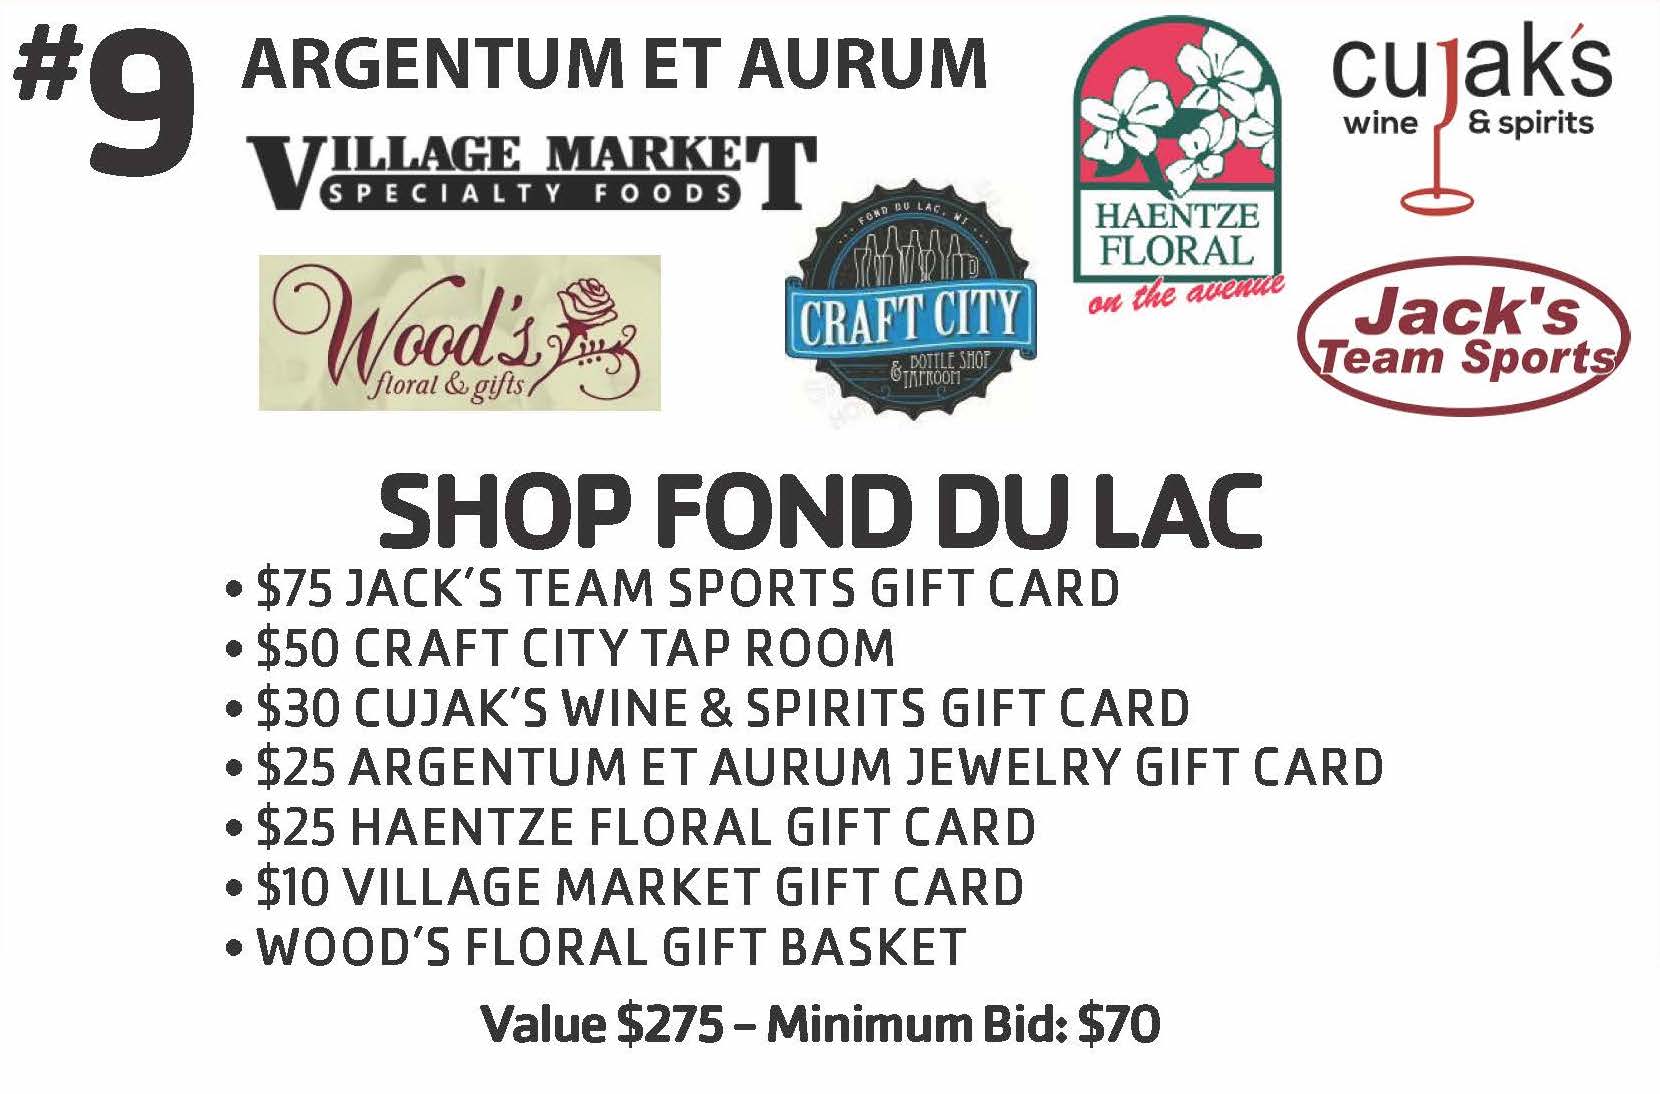 #9 ARGENTUM ET AURUM
VILLAGE MARKET
SPECIALTY FOODS
Wood's
floral & gifts
FOND DU LAC, WI
CRAFT CITY
& BOTTLE SHOP
TAPROOM
HAENTZE
FLORAL
on the avenue
cujak's
wine & spirits
Jack's
Team Sports
SHOP FOND DU LAC
• $75 JACK'S TEAM SPORTS GIFT CARD
• $50 CRAFT CITY TAP ROOM
• $30 CUJAK'S WINE & SPIRITS GIFT CARD
• $25 ARGENTUM ET AURUM JEWELRY GIFT CARD
• $25 HAENTZE FLORAL GIFT CARD
• $10 VILLAGE MARKET GIFT CARD
• WOOD'S FLORAL GIFT BASKET
Value $275 – Minimum Bid: $70